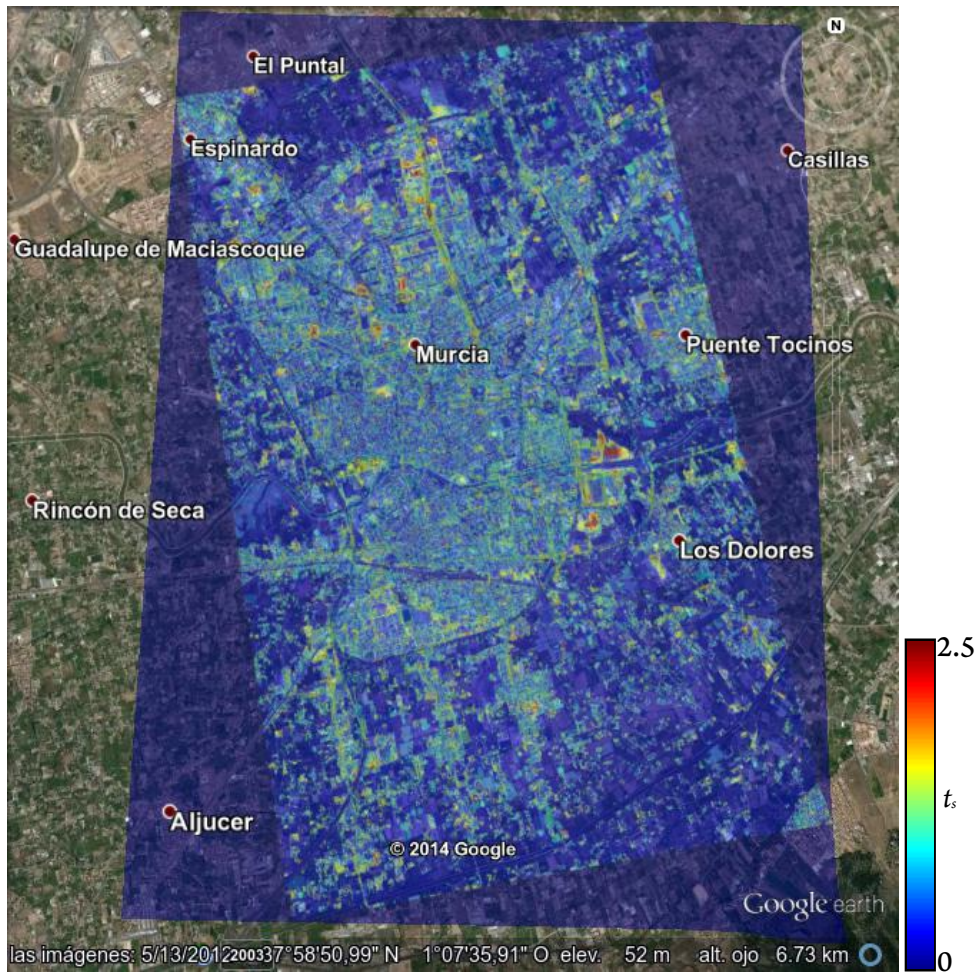 N
El Puntal
Espinardo
Casillas
Guadalupe de Maciascoque
Murcia
Puente Tocinos
Rincón de Seca
Los Dolores
2.5
tₛ
Aljucer
© 2014 Google
Google earth
las imágenes: 5/13/2012 2003 37°58'50,99" N 1°07'35,91" O elev. 52 m alt. ojo 6.73 km
0